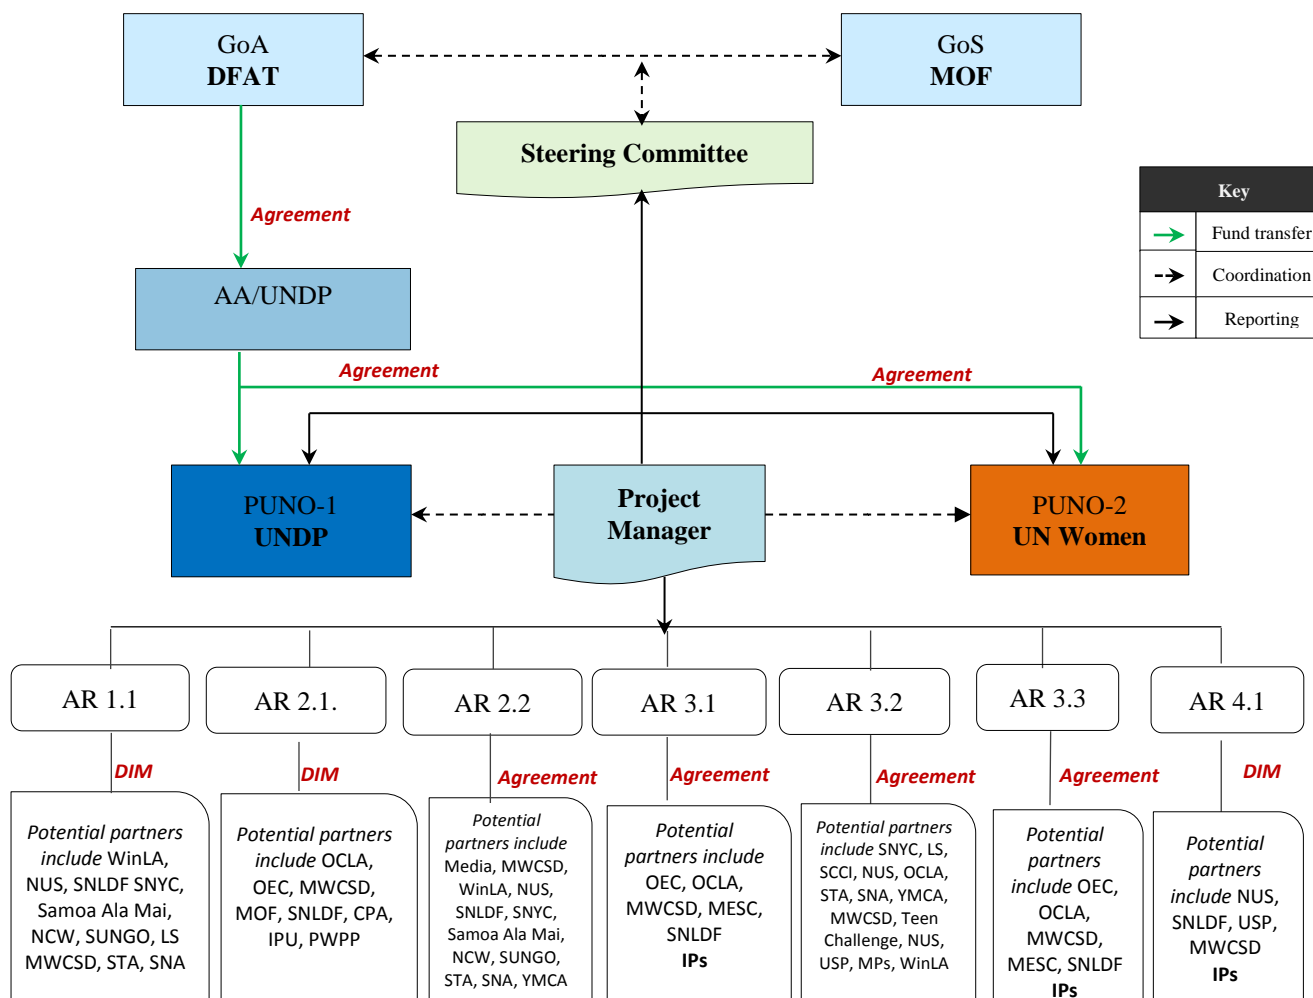 GoA
DFAT
GoS
MOF
Steering Committee
Key
Fund transfer
Coordination
Reporting
Agreement
AA/UNDP
Agreement
Agreement
PUNO-1
UNDP
Project
Manager
PUNO-2
UN Women
AR 1.1
AR 2.1.
AR 2.2
AR 3.1
AR 3.2
AR 3.3
AR 4.1
DIM
DIM
Agreement
Agreement
Agreement
Agreement
DIM
Potential partners
include WinLA,
NUS, SNLDF SNYC,
Samoa Ala Mai,
NCW, SUNGO, LS
MWCSD, STA, SNA
Potential partners
include OCLA,
OEC, MWCSD,
MOF, SNLDF, CPA,
IPU, PWPP
Potential
partners include
Media, MWCSD,
WinLA, NUS,
SNLDF, SNYC,
Samoa Ala Mai,
NCW, SUNGO,
STA, SNA, YMCA
Potential
partners include
OEC, OCLA,
MWCSD, MESC,
SNLDF
IPs
Potential partners
include SNYC, LS,
SCCI, NUS, OCLA,
STA, SNA, YMCA,
MWCSD, Teen
Challenge, NUS,
USP, MPs, WinLA
Potential
partners
include OEC,
OCLA,
MWCSD,
MESC, SNLDF
IPs
Potential
partners
include NUS,
SNLDF, USP,
MWCSD
IPs